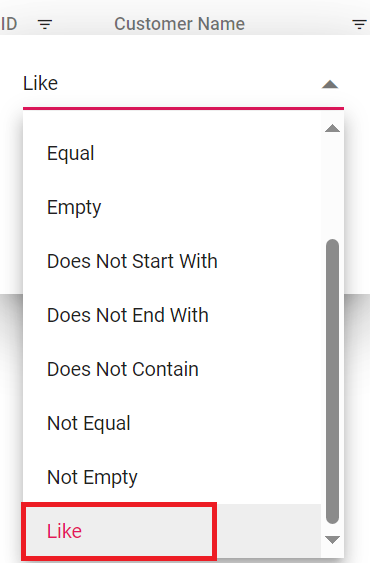 ID Customer Name
Like
Equal
Empty
Does Not Start With
Does Not End With
Does Not Contain
Not Equal
Not Empty
Like